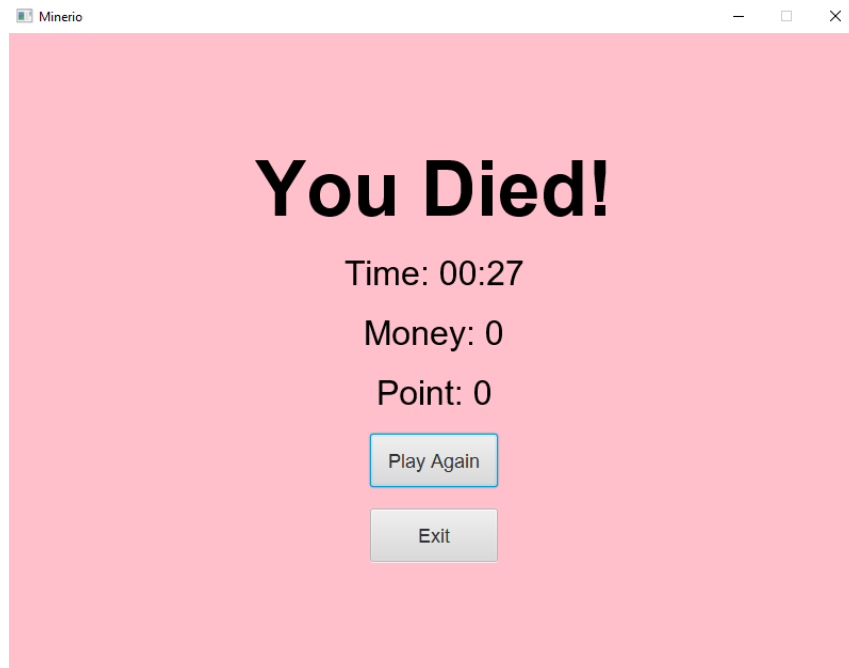 Minerio
You Died!
Time: 00:27
Money: 0
Point: 0
Play Again
Exit